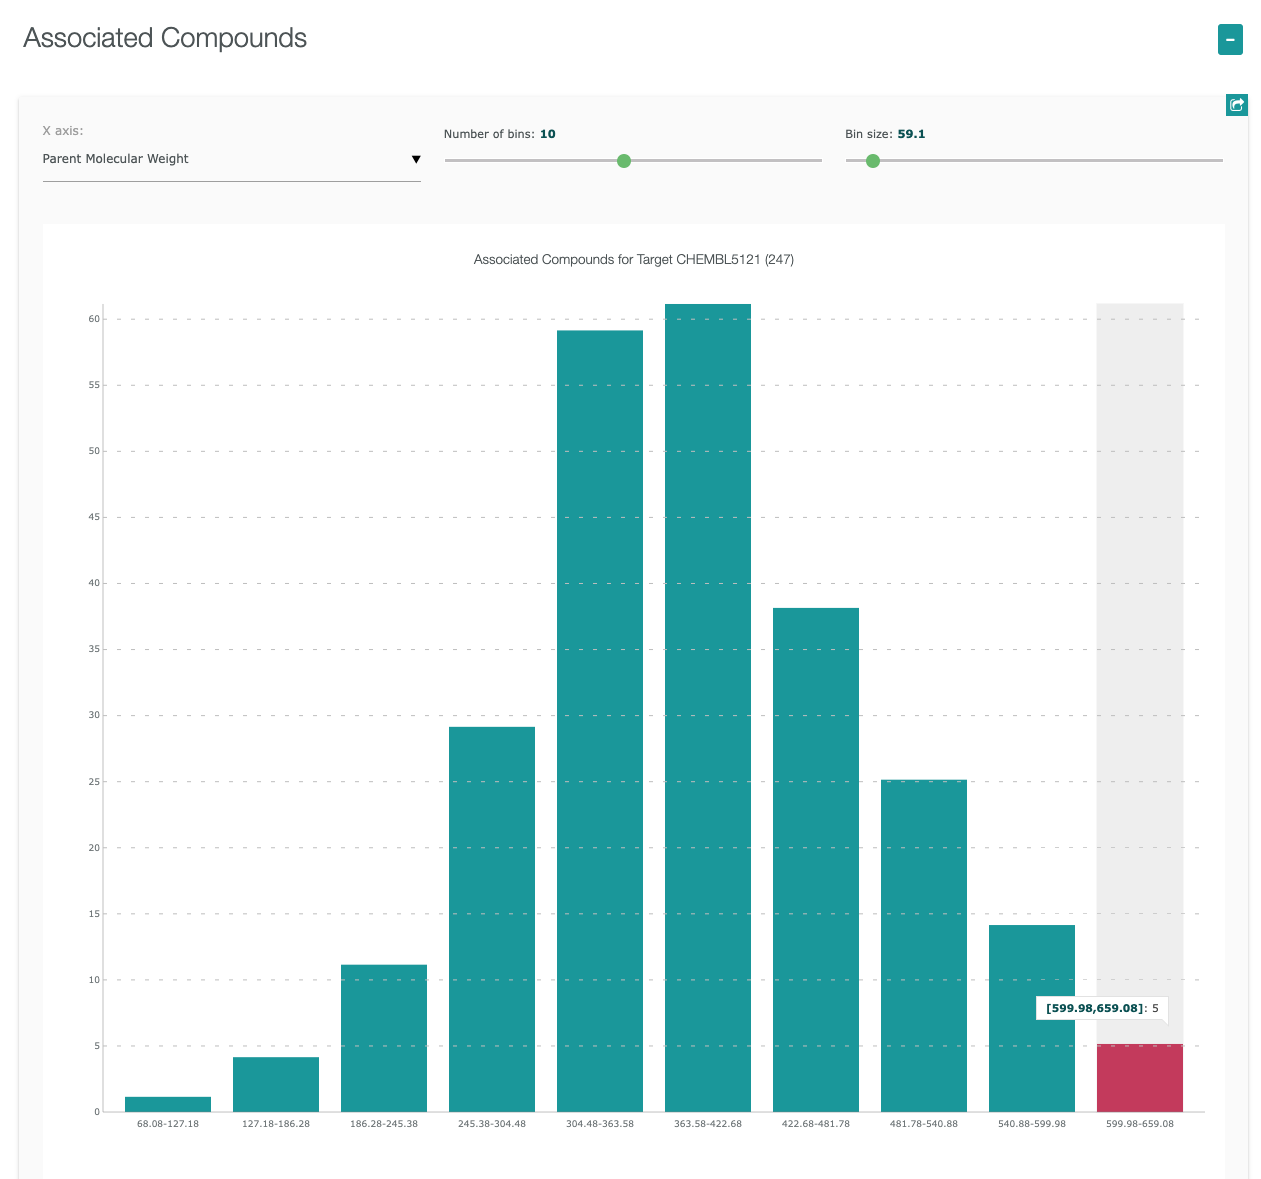 Associated Compounds
X axis:
Parent Molecular Weight
Number of bins: 10
Bin size: 59.1
Associated Compounds for Target CHEMBL5121 (247)
60
55
50
45
40
35
30
25
20
15
10
5
0
[599.98,659.08]: 5
68.08-127.18 127.18-186.28 186.28-245.38 245.38-304.48 304.48-363.58 363.58-422.68 422.68-481.78 481.78-540.88 540.88-599.98 599.98-659.08